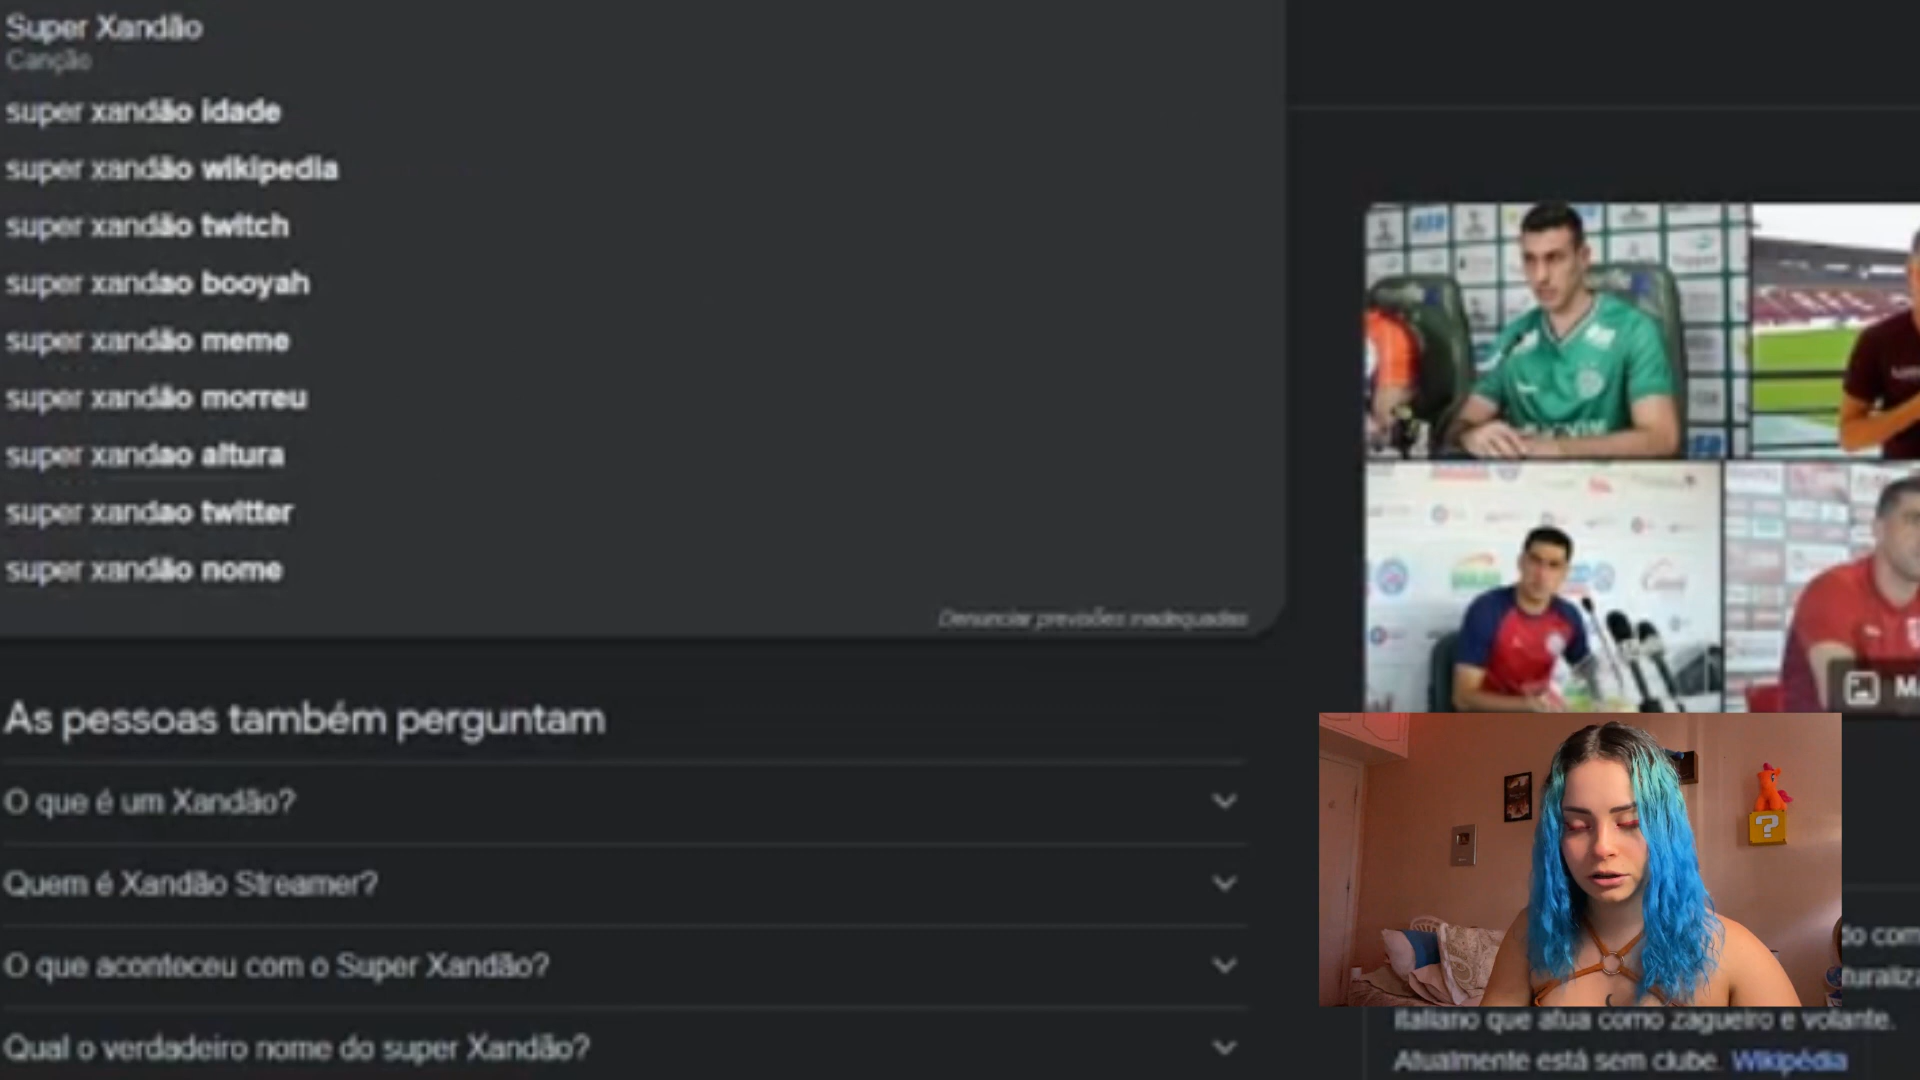 Super Xandão
Canção
super xandão idade
super xandão wikipedia
super xandão twitch
super xandao booyah
super xandão meme
super xandão morreu
super xandao altura
super xandao twitter
super xandão nome
Denunciar previsões inadequadas
As pessoas também perguntam
O que é um Xandão?
Quem é Xandão Streamer?
O que aconteceu com o Super Xandão?
Qual o verdadeiro nome do super Xandão?
?
italiano que atua como zagueiro e volante.
Atualmente está sem clube. Wikipédia